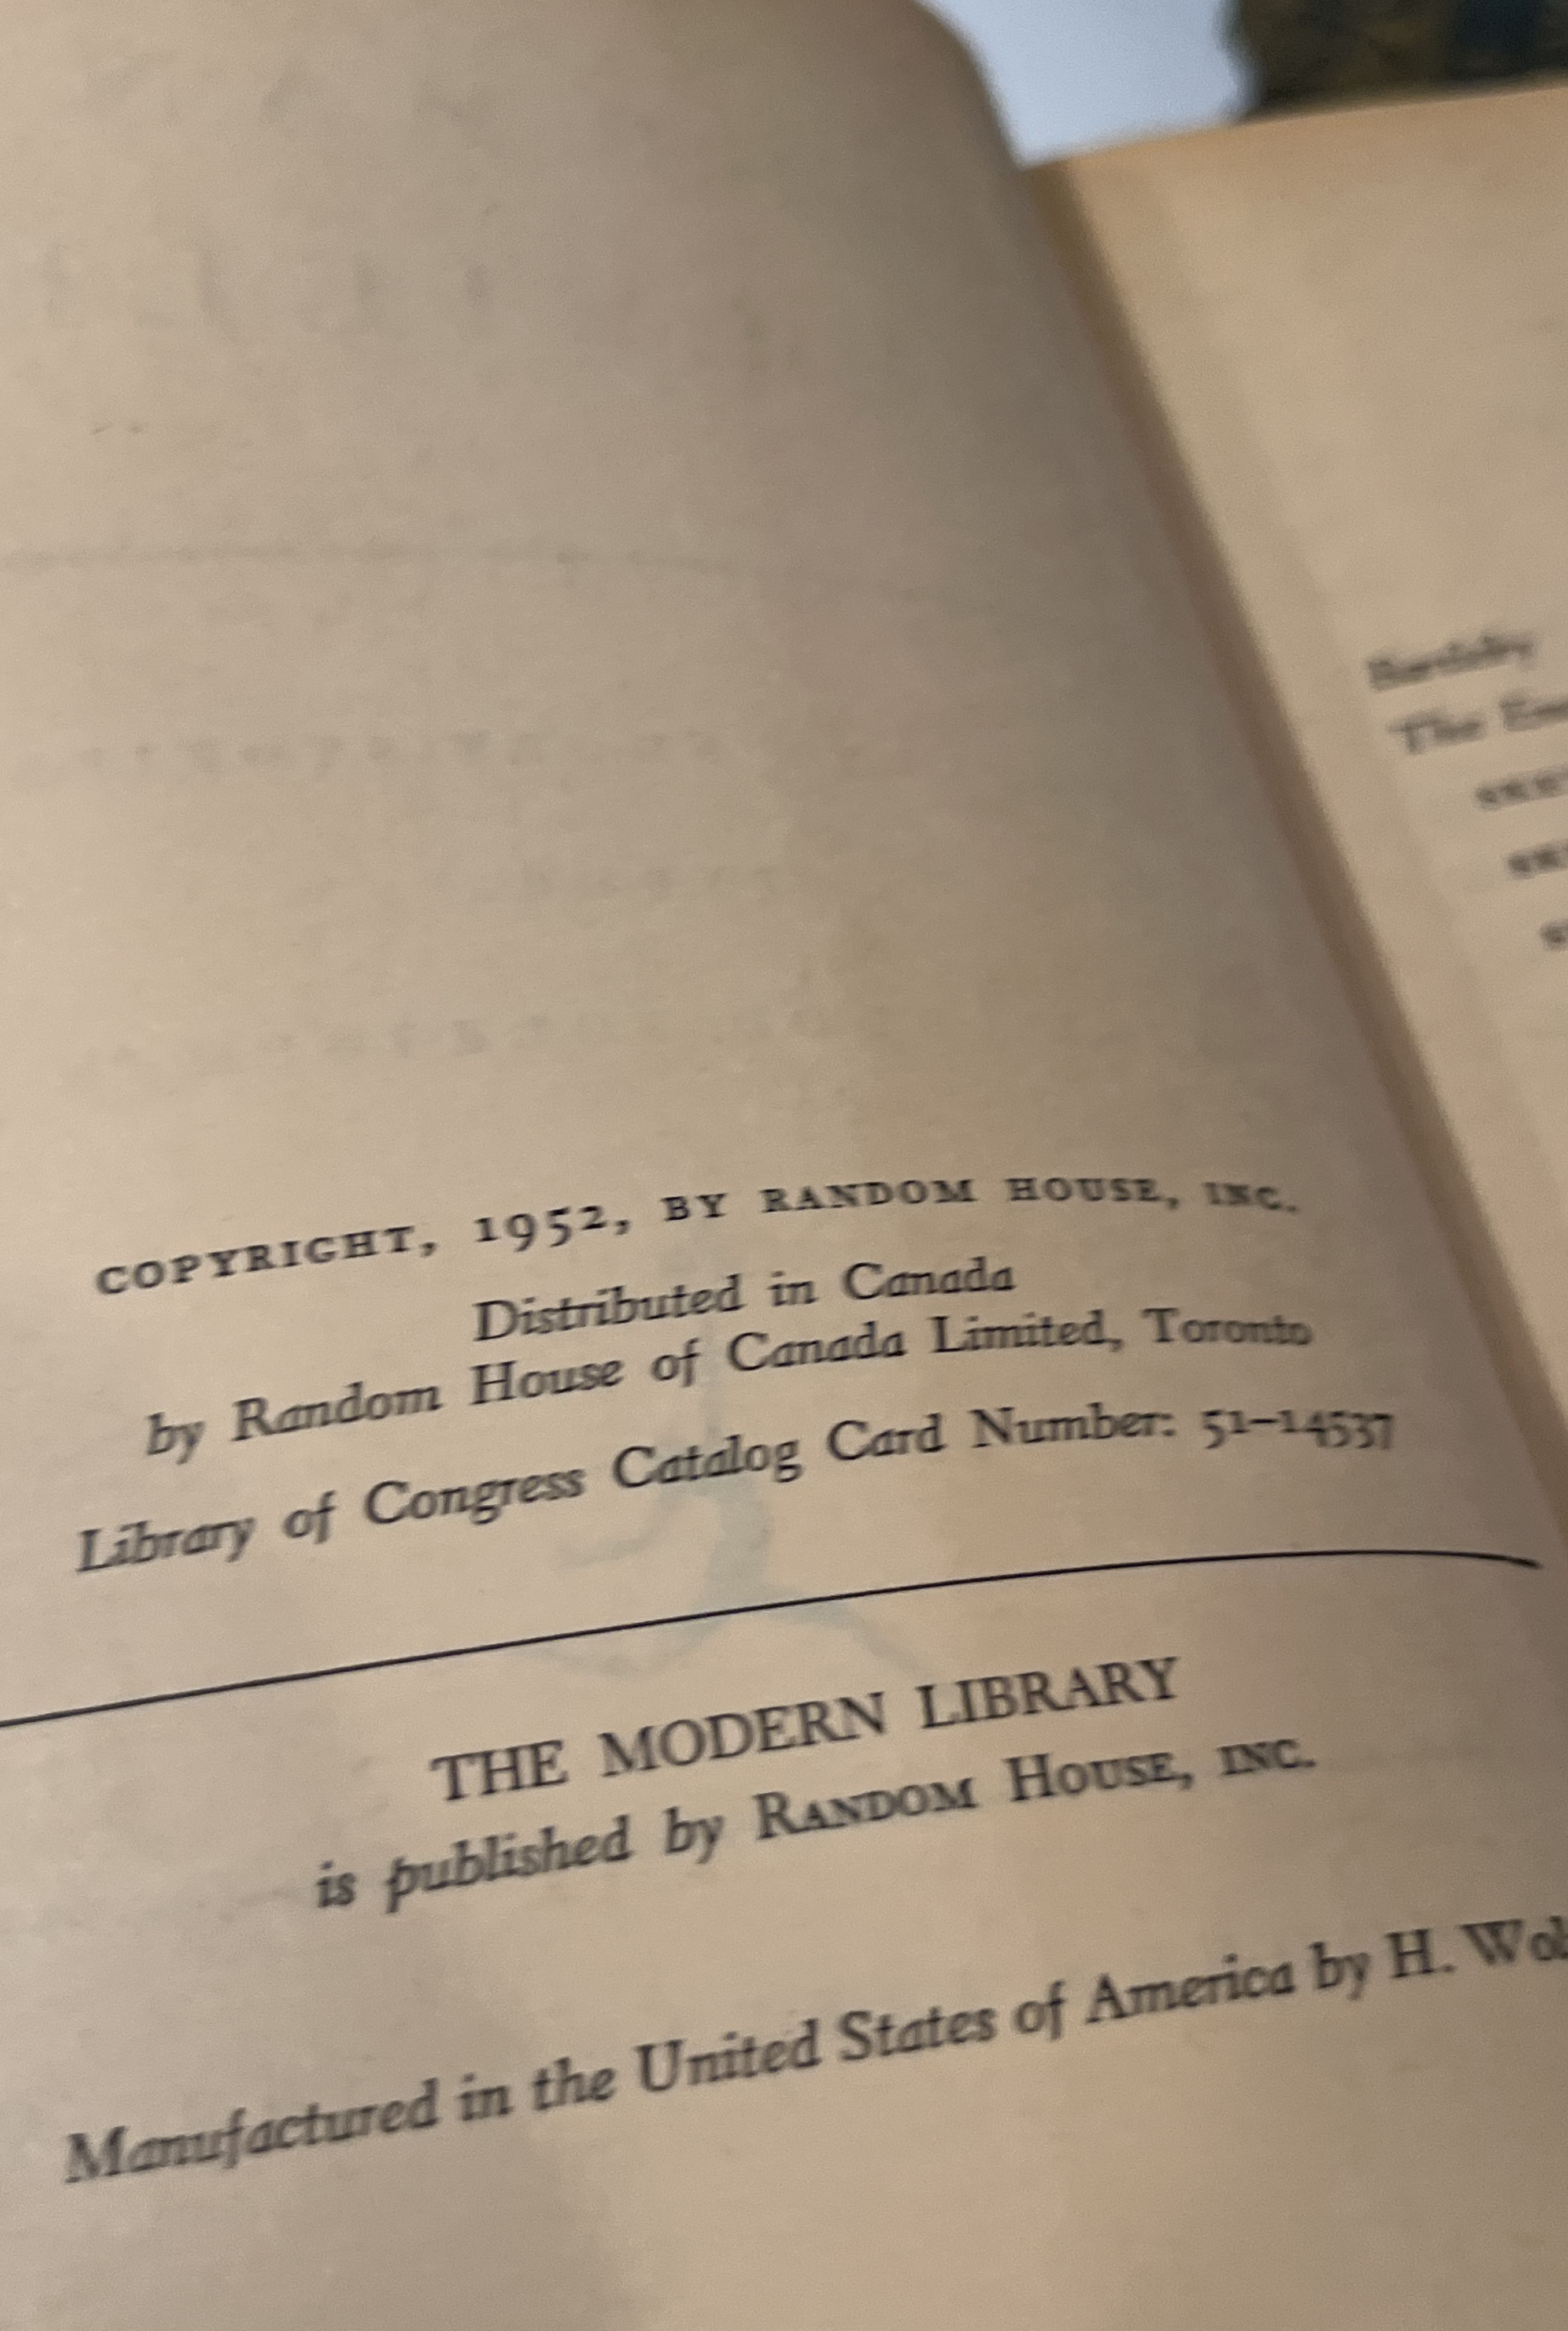 COPYRIGHT, 1952, BY RANDOM HOUSE, INC.
Distributed in Canada
by Random House of Canada Limited, Toronto
Library of Congress Catalog Card Number: 51–14537
THE MODERN LIBRARY
is published by RANDOM HOUSE, INC.
Manufactured in the United States of America by H.
Bartleby
The